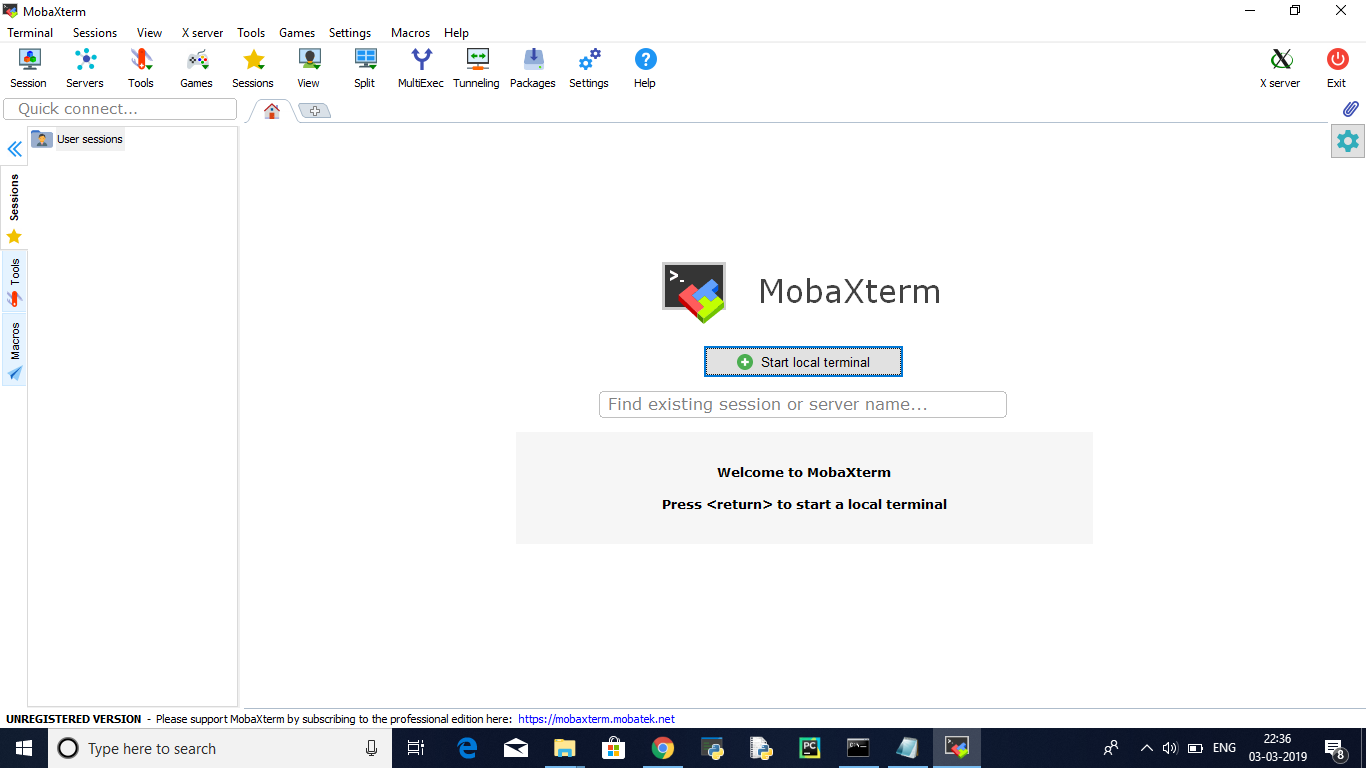 MobaXterm
Terminal Sessions View X server Tools Games Settings Macros Help
Session Servers Tools Games Sessions View Split MultiExec Tunneling Packages Settings Help X server Exit
Quick connect...
User sessions
Sessions
Tools
Macros
>_
MobaXterm
Start local terminal
Find existing session or server name...
Welcome to MobaXterm
Press <return> to start a local terminal
UNREGISTERED VERSION - Please support MobaXterm by subscribing to the professional edition here: https://mobaxterm.mobatek.net
Type here to search
PC
C:\_
ENG
22:36
03-03-2019
8